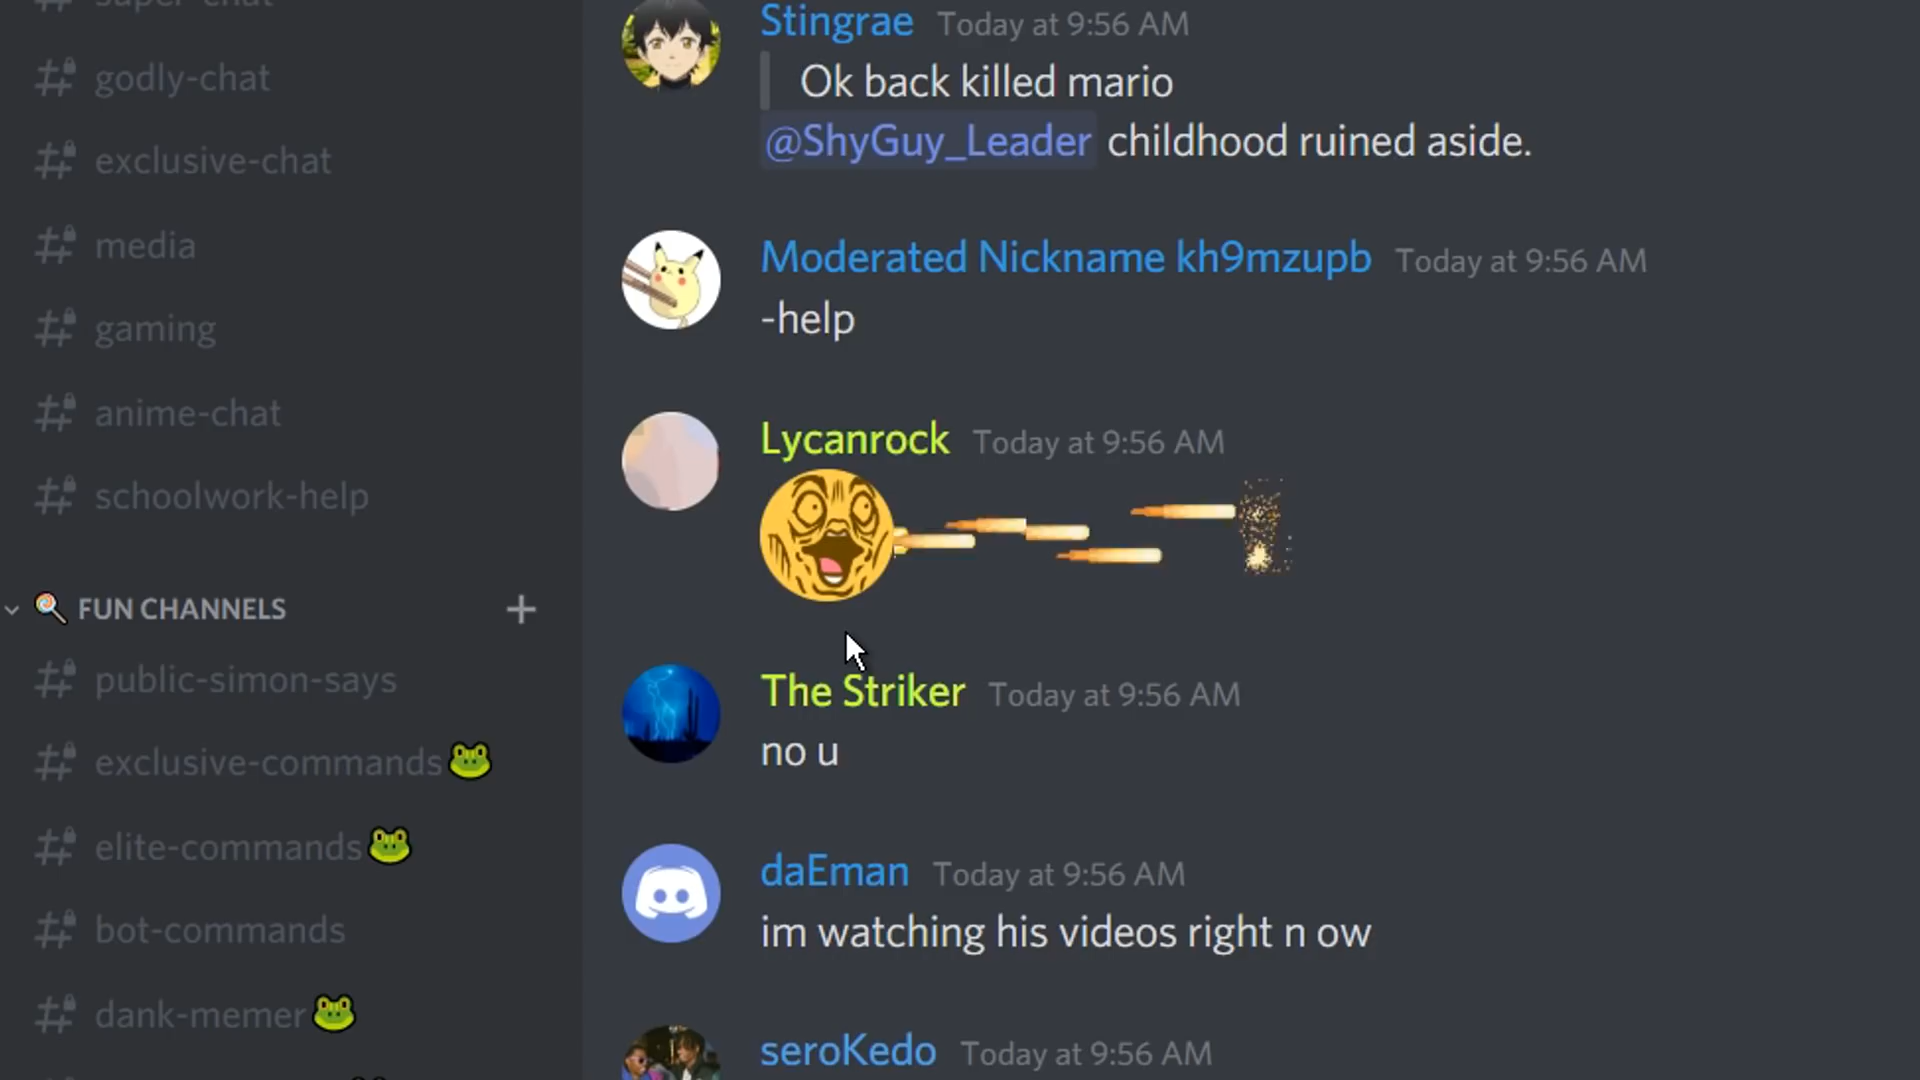 super-chat
godly-chat
exclusive-chat
media
gaming
anime-chat
schoolwork-help
FUN CHANNELS
public-simon-says
exclusive-commands
elite-commands
bot-commands
dank-memer
Stingrae Today at 9:56 AM
Ok back killed mario
@ShyGuy_Leader childhood ruined aside.
Moderated Nickname kh9mzupb Today at 9:56 AM
-help
Lycanrock Today at 9:56 AM
The Striker Today at 9:56 AM
no u
daEman Today at 9:56 AM
im watching his videos right n ow
seroKedo Today at 9:56 AM